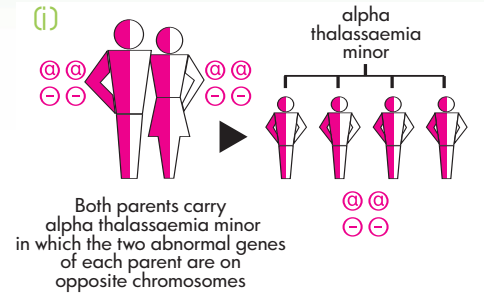 (i)
alpha
thalassaemia
minor
@ @ @ @
− − − −
@ @
− −
Both parents carry
alpha thalassaemia minor
in which the two abnormal genes
of each parent are on
opposite chromosomes